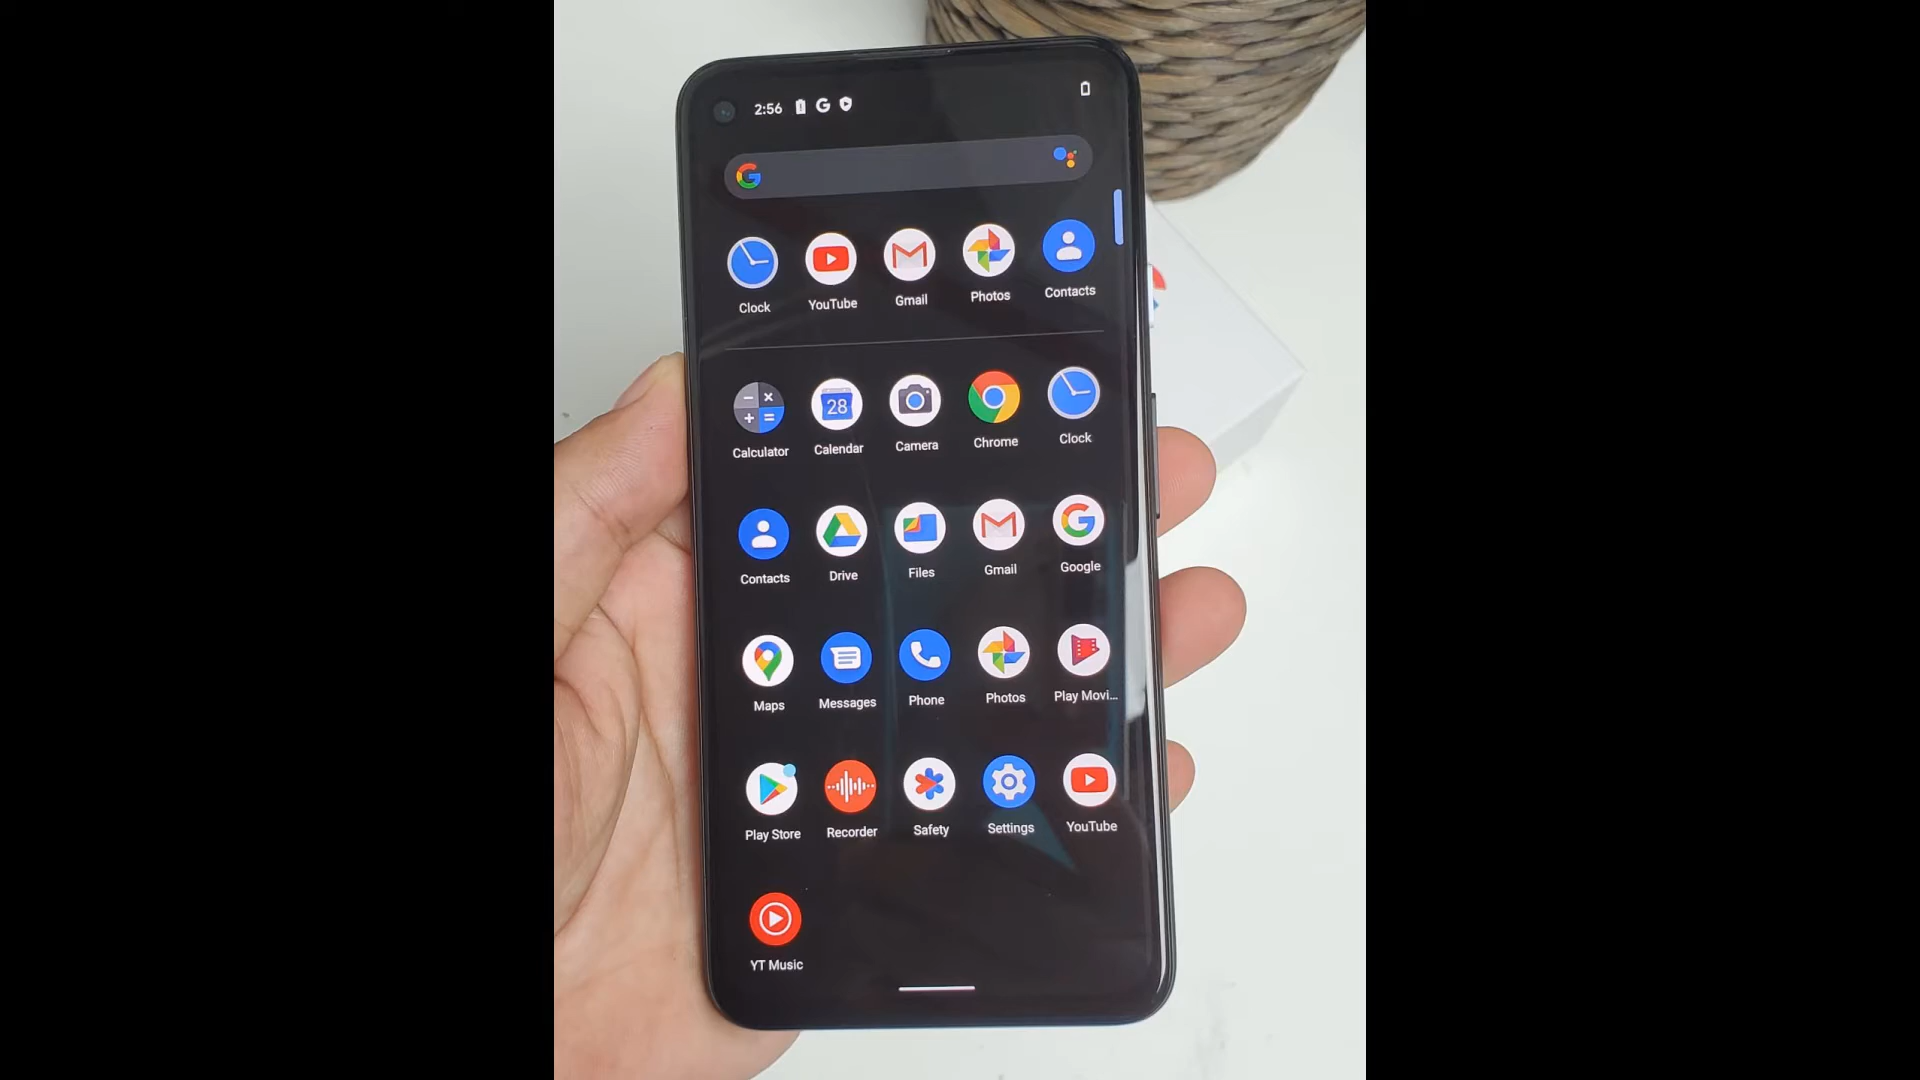 2:56
Clock YouTube Gmail Photos Contacts
Calculator Calendar Camera Chrome Clock
28
Contacts Drive Files Gmail Google
Maps Messages Phone Photos Play Movi...
Play Store Recorder Safety Settings YouTube
YT Music